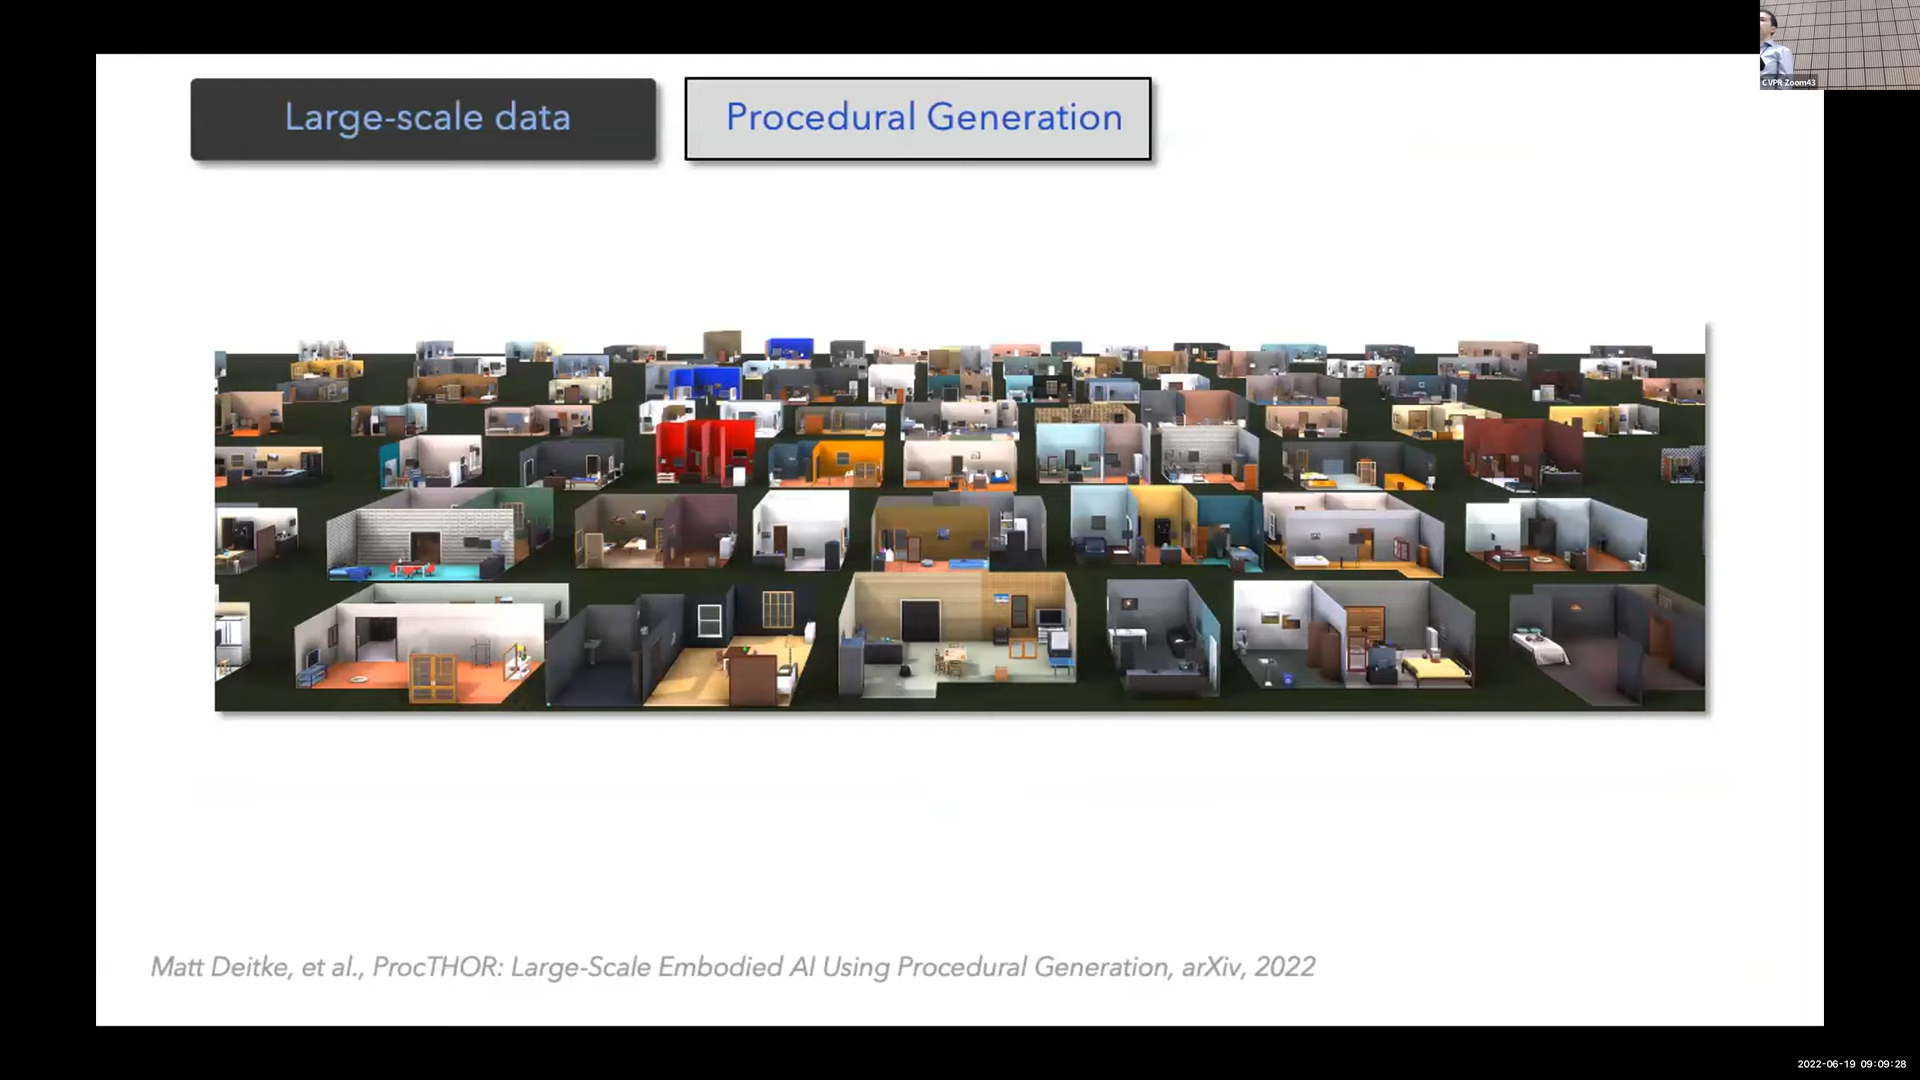 Large-scale data
Procedural Generation
CVPR Zoom43
Matt Deitke, et al., ProcTHOR: Large-Scale Embodied AI Using Procedural Generation, arXiv, 2022
2022-06-19 09:09:28